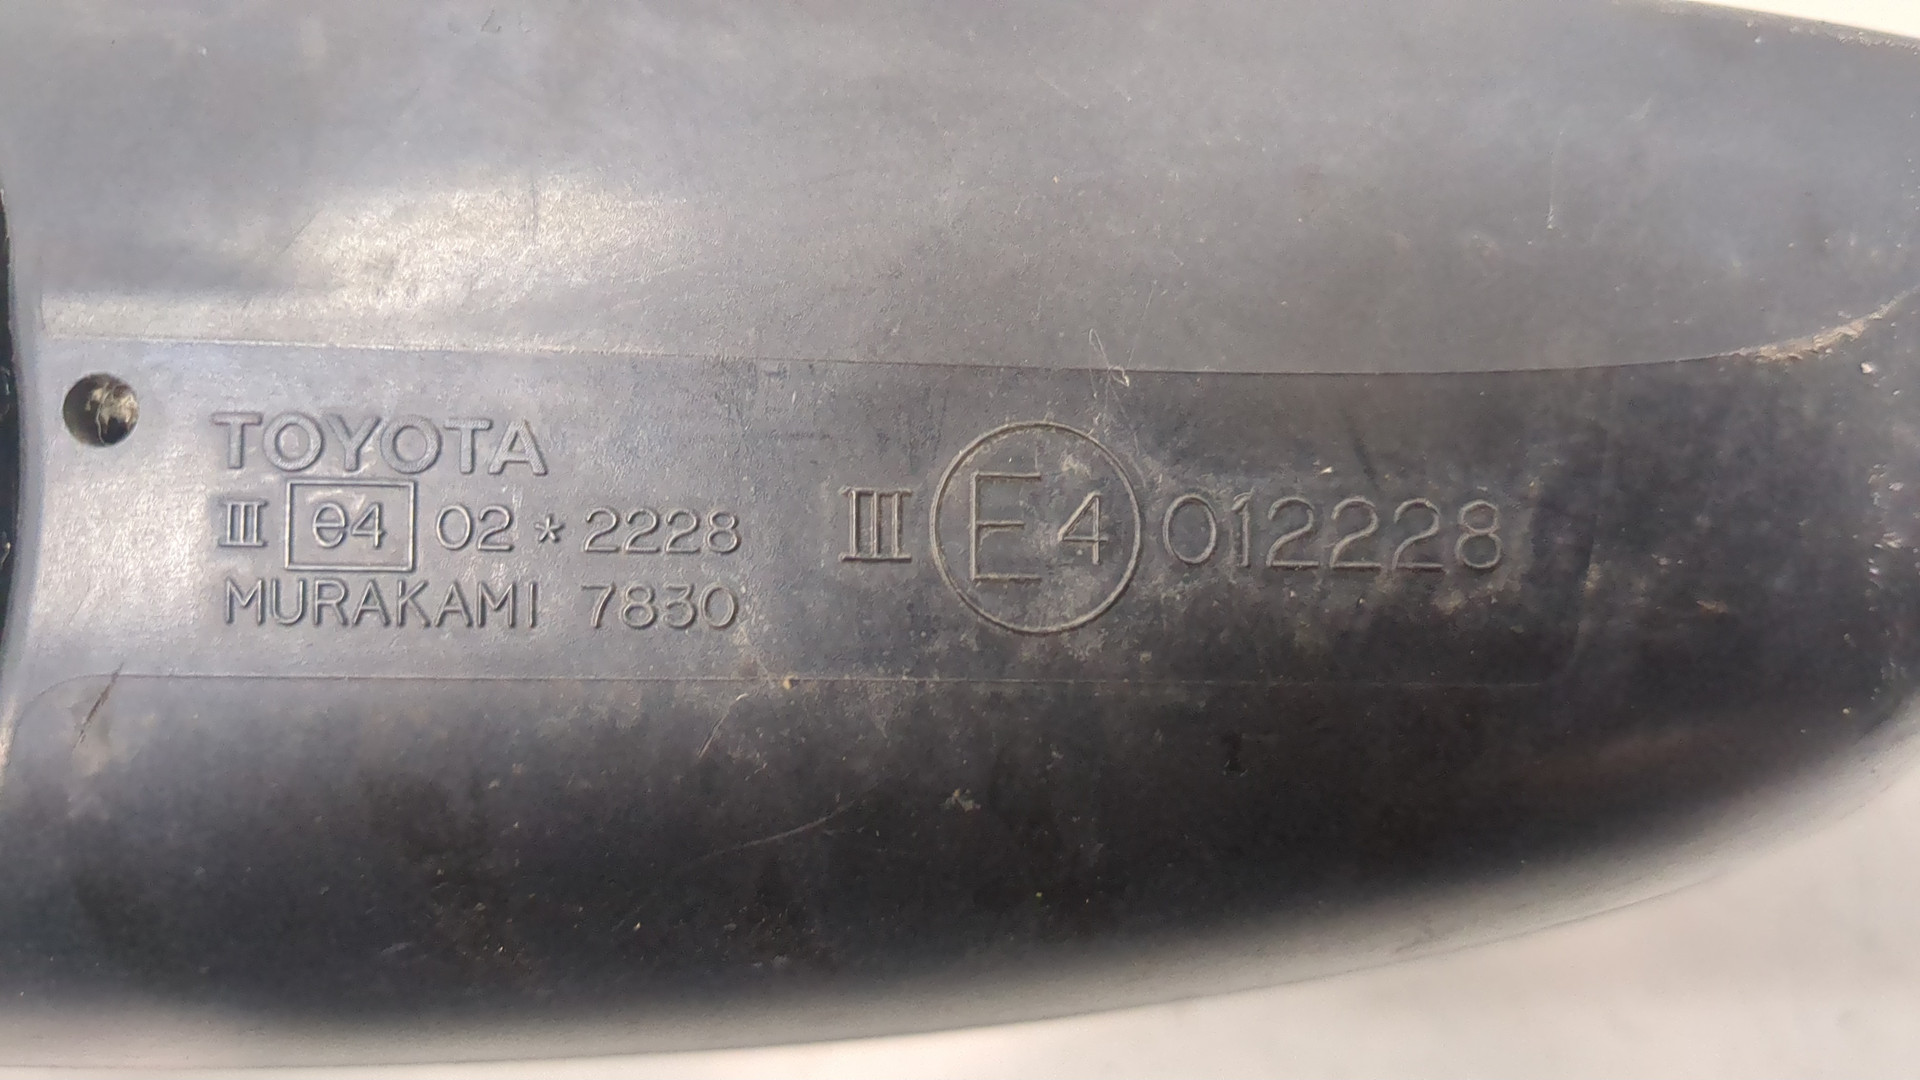 TOYOTA
III e4 02*2228
MURAKAMI 7830
III E4 012228